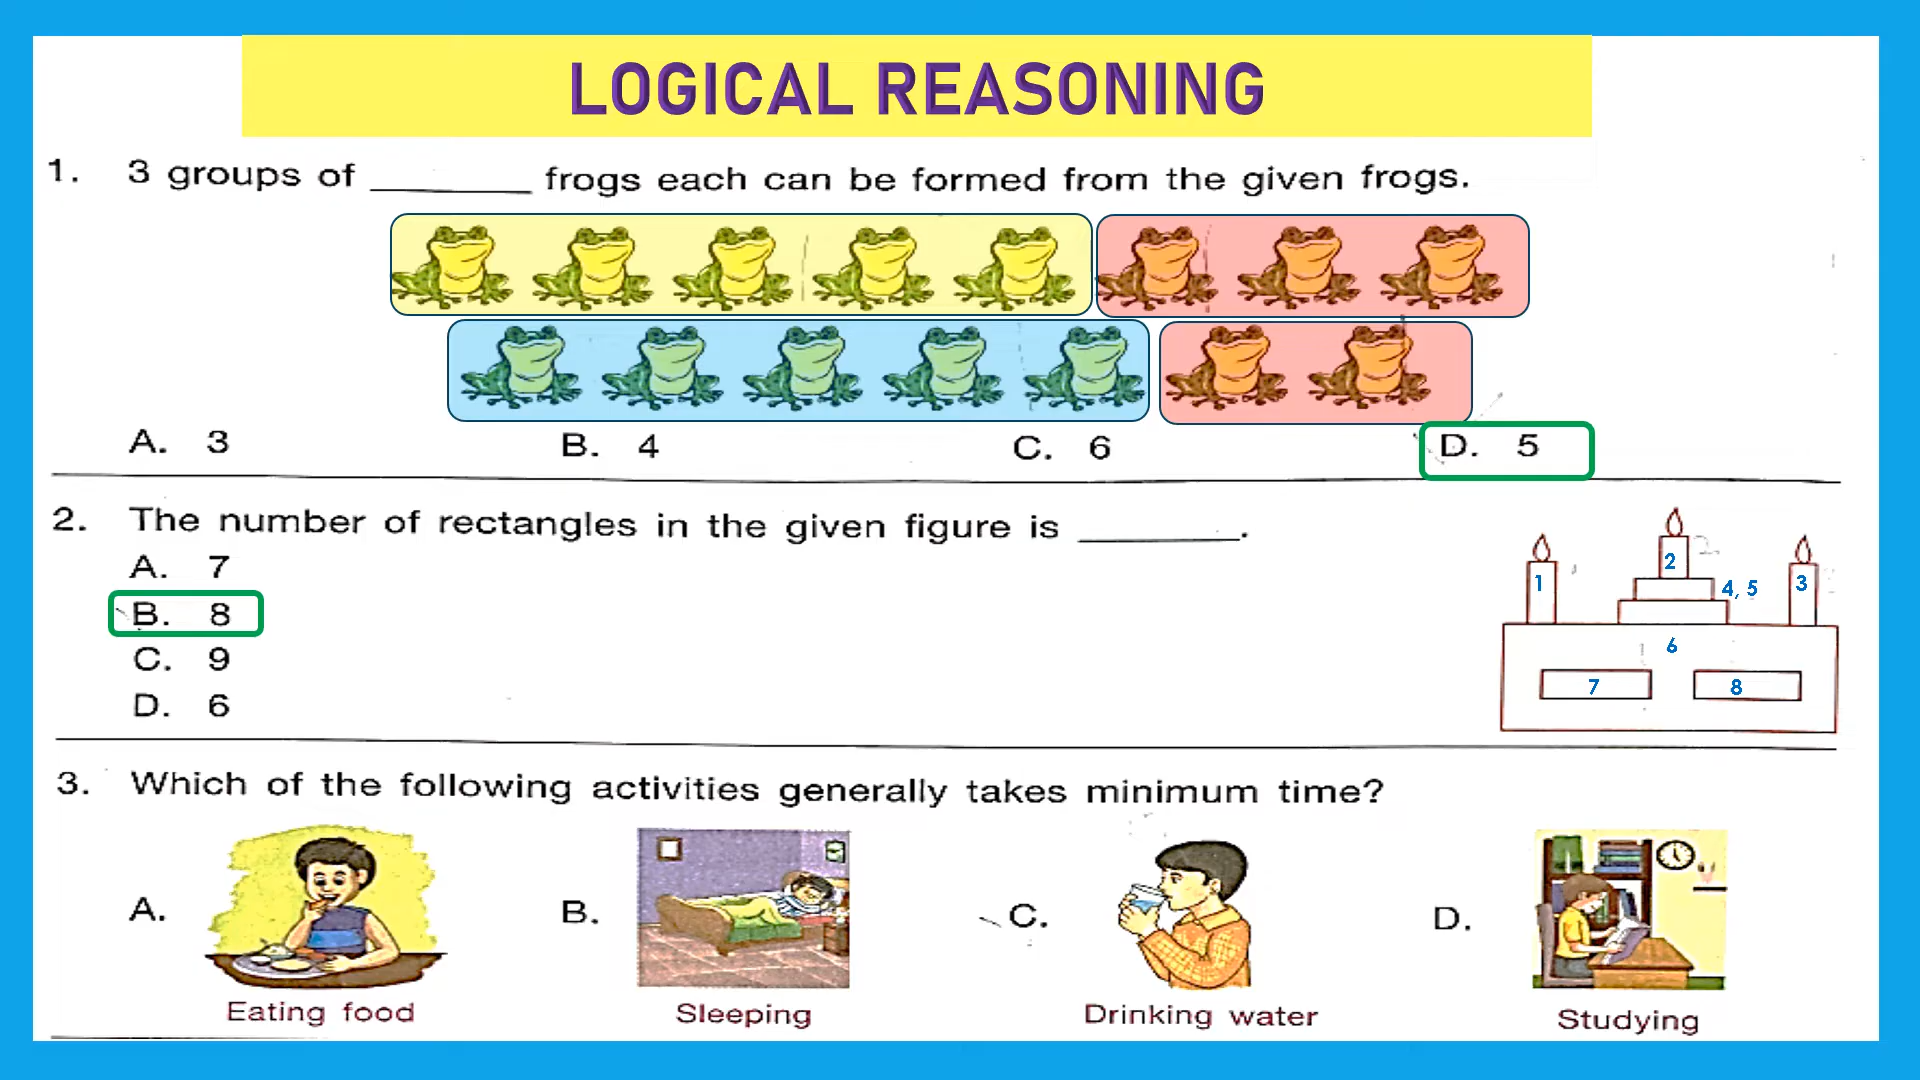 LOGICAL REASONING
1. 3 groups of ________ frogs each can be formed from the given frogs.
A. 3 B. 4 C. 6 D. 5
2. The number of rectangles in the given figure is ________.
A. 7
B. 8
C. 9
D. 6
1 2 3
4, 5
6
7 8
3. Which of the following activities generally takes minimum time?
A. B. C. D.
Eating food Sleeping Drinking water Studying